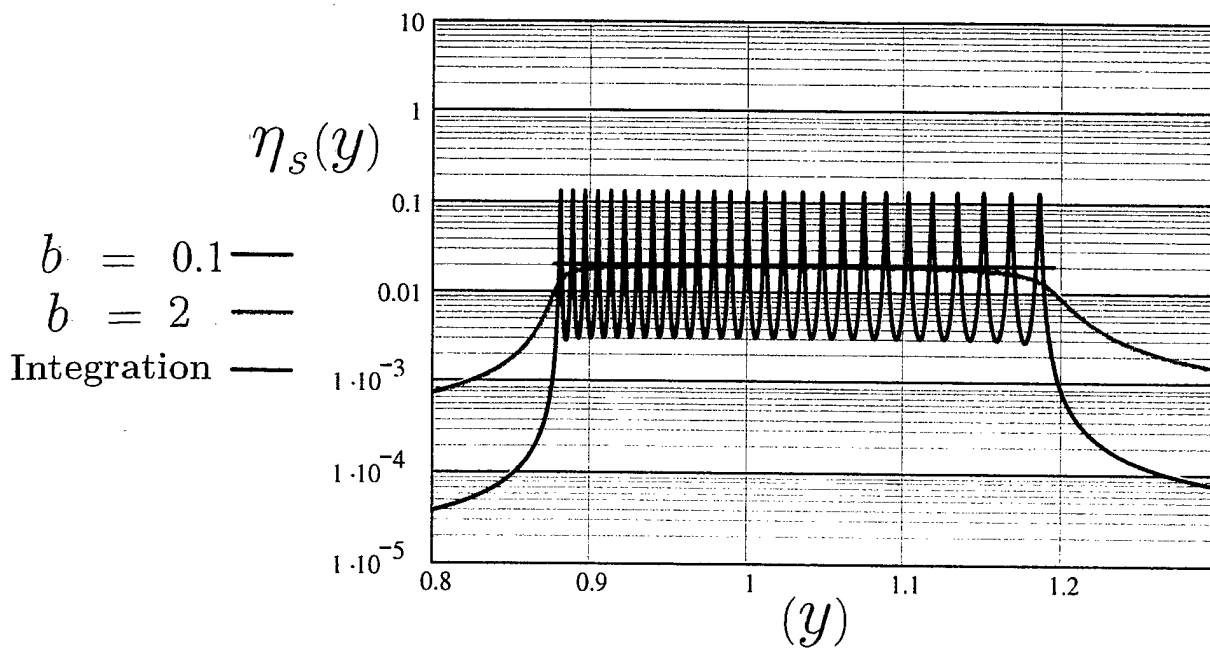 10
1
η_s(y)
0.1
b = 0.1
0.01
b = 2
Integration
1·10⁻³
1·10⁻⁴
1·10⁻⁵
0.8 0.9 1 1.1 1.2
(y)